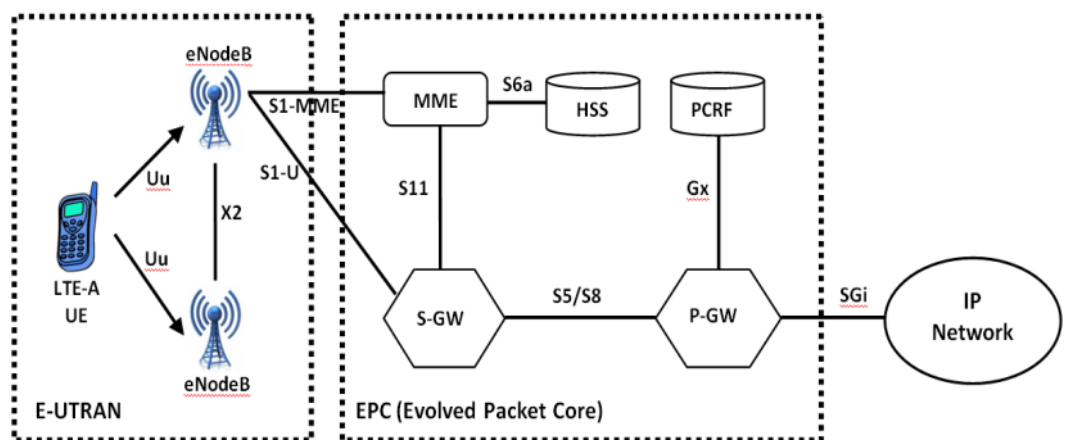 eNodeB
S1-MME
MME
S6a
HSS
PCRF
Uu
S1-U
X2
S11
Gx
Uu
LTE-A
UE
S-GW
S5/S8
P-GW
SGi
IP
Network
eNodeB
E-UTRAN
EPC (Evolved Packet Core)